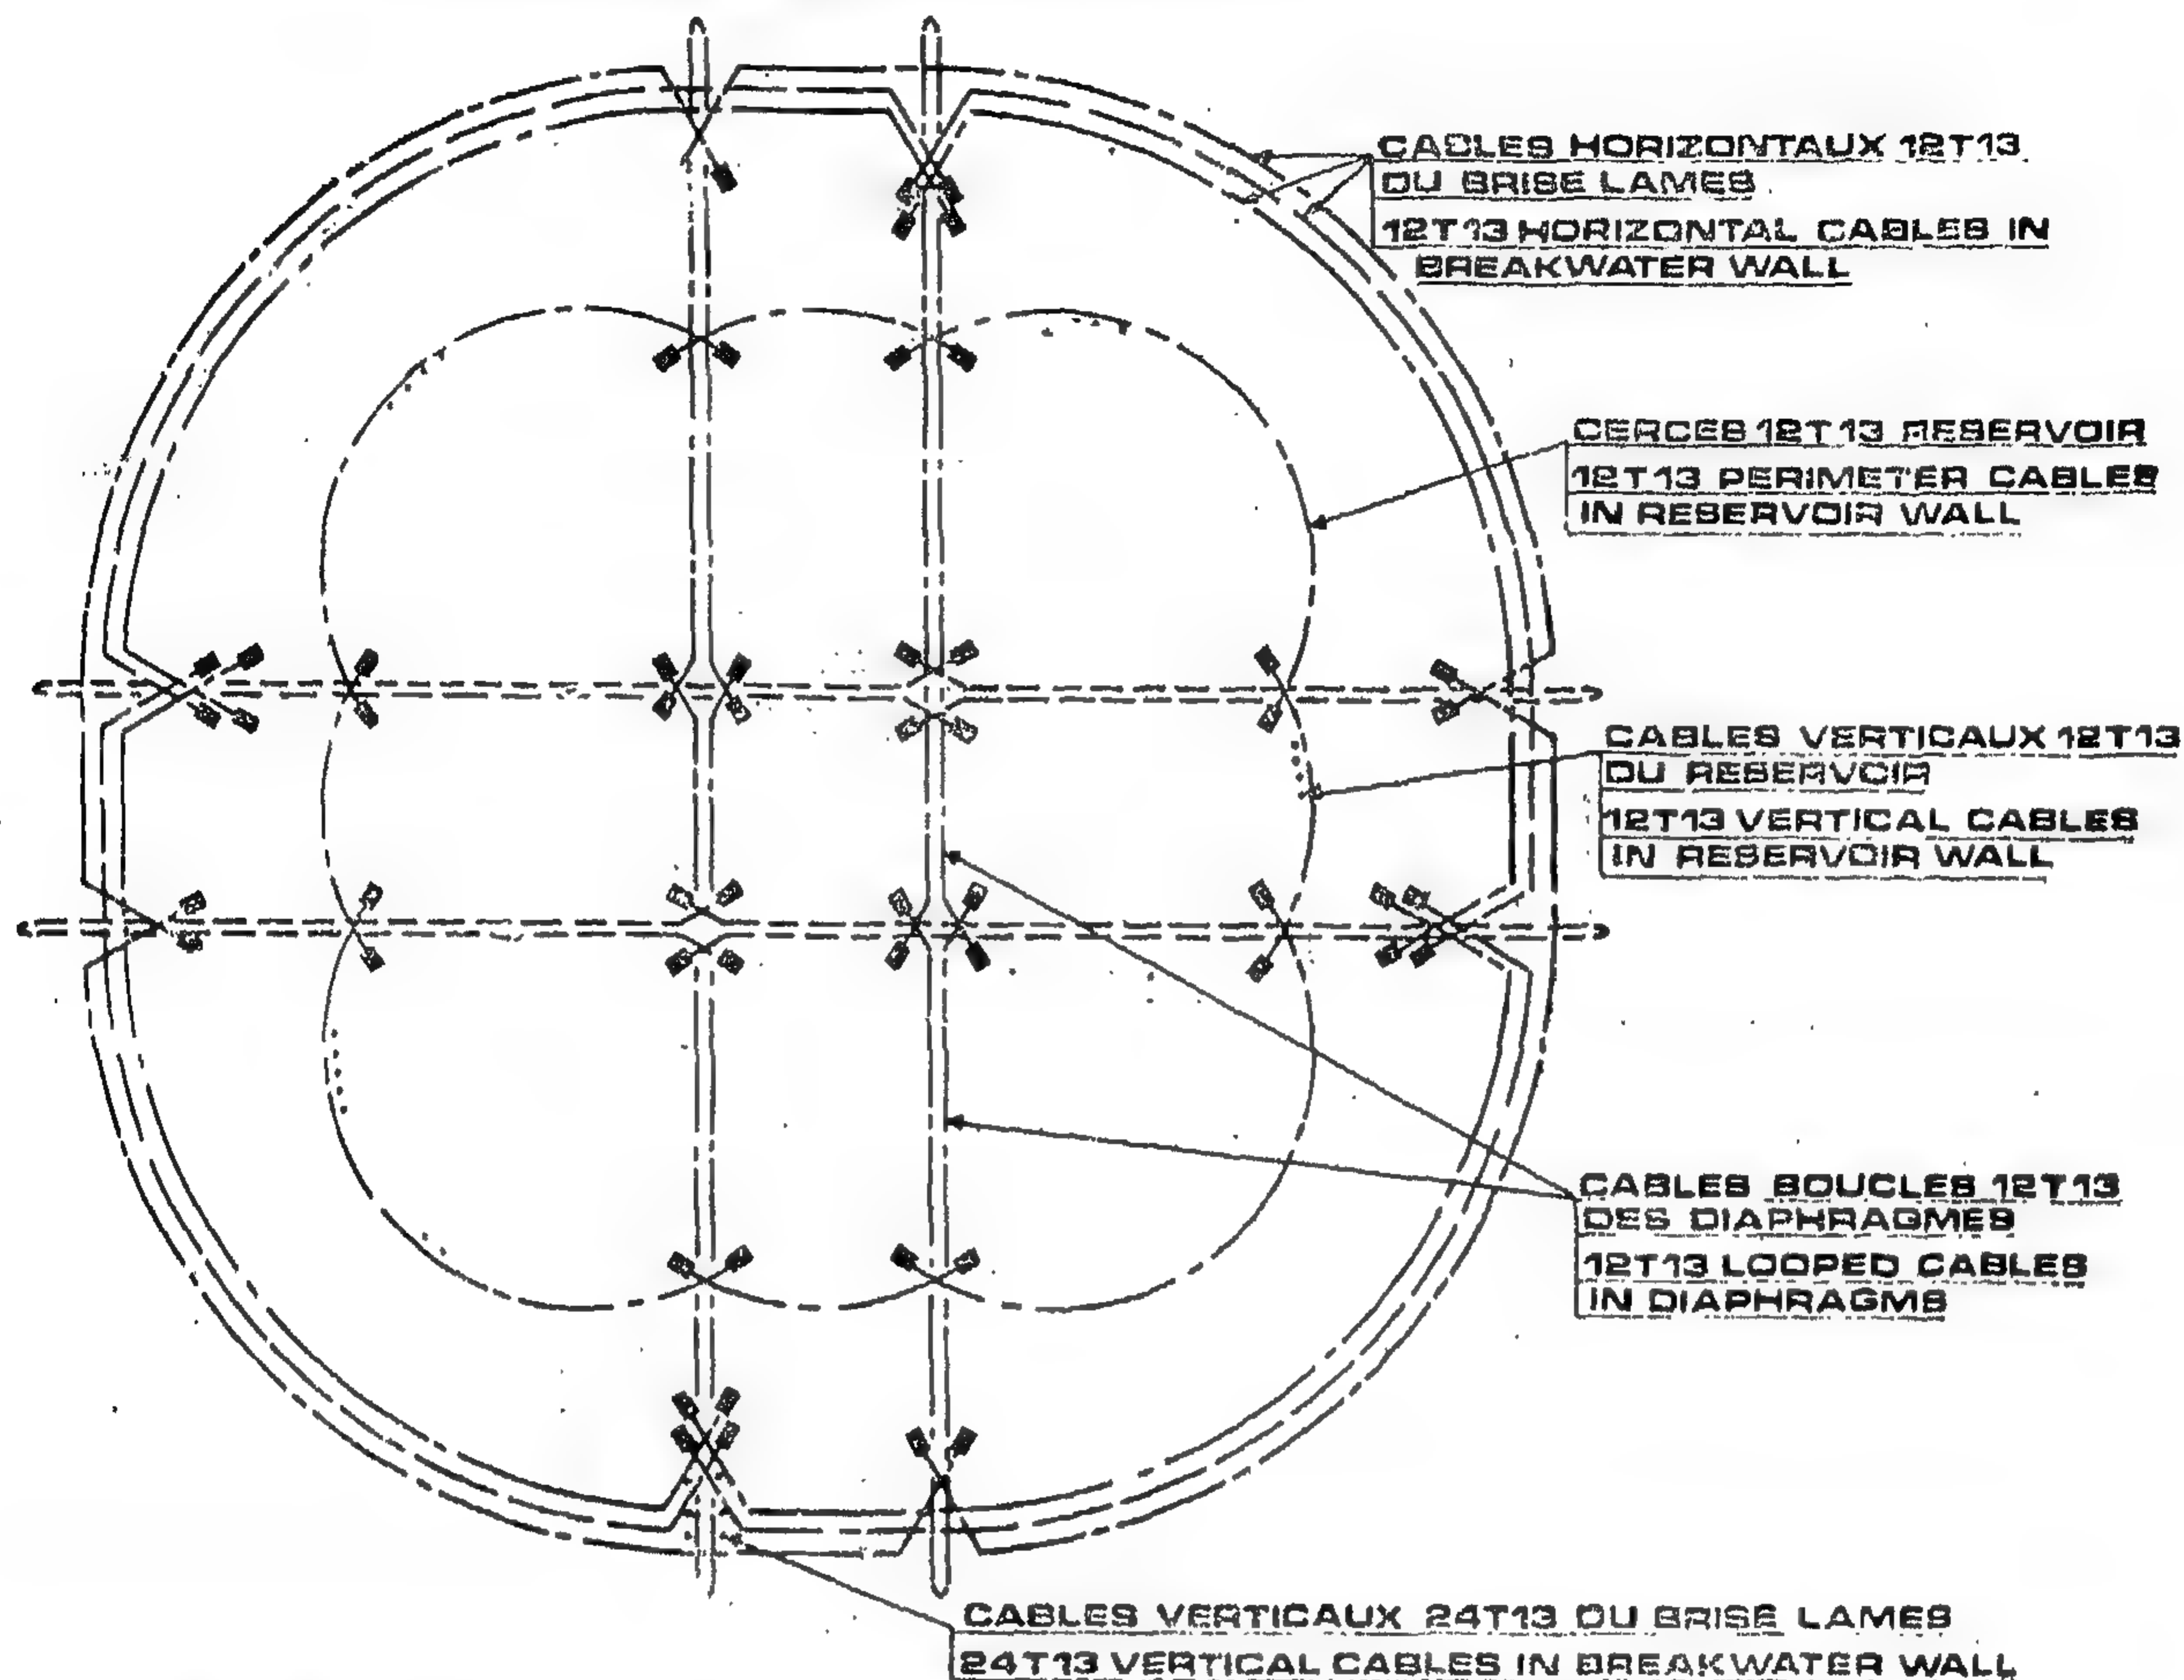 CABLES HORIZONTAUX 12T13
DU BRISE LAMES
12T13 HORIZONTAL CABLES IN
BREAKWATER WALL
CERCES 12T13 RESERVOIR
12T13 PERIMETER CABLES
IN RESERVOIR WALL
CABLES VERTICAUX 12T13
DU RESERVOIR
12T13 VERTICAL CABLES
IN RESERVOIR WALL
CABLES BOUCLES 12T13
DES DIAPHRAGMES
12T13 LOOPED CABLES
IN DIAPHRAGMS
CABLES VERTICAUX 24T13 DU BRISE LAMES
24T13 VERTICAL CABLES IN BREAKWATER WALL